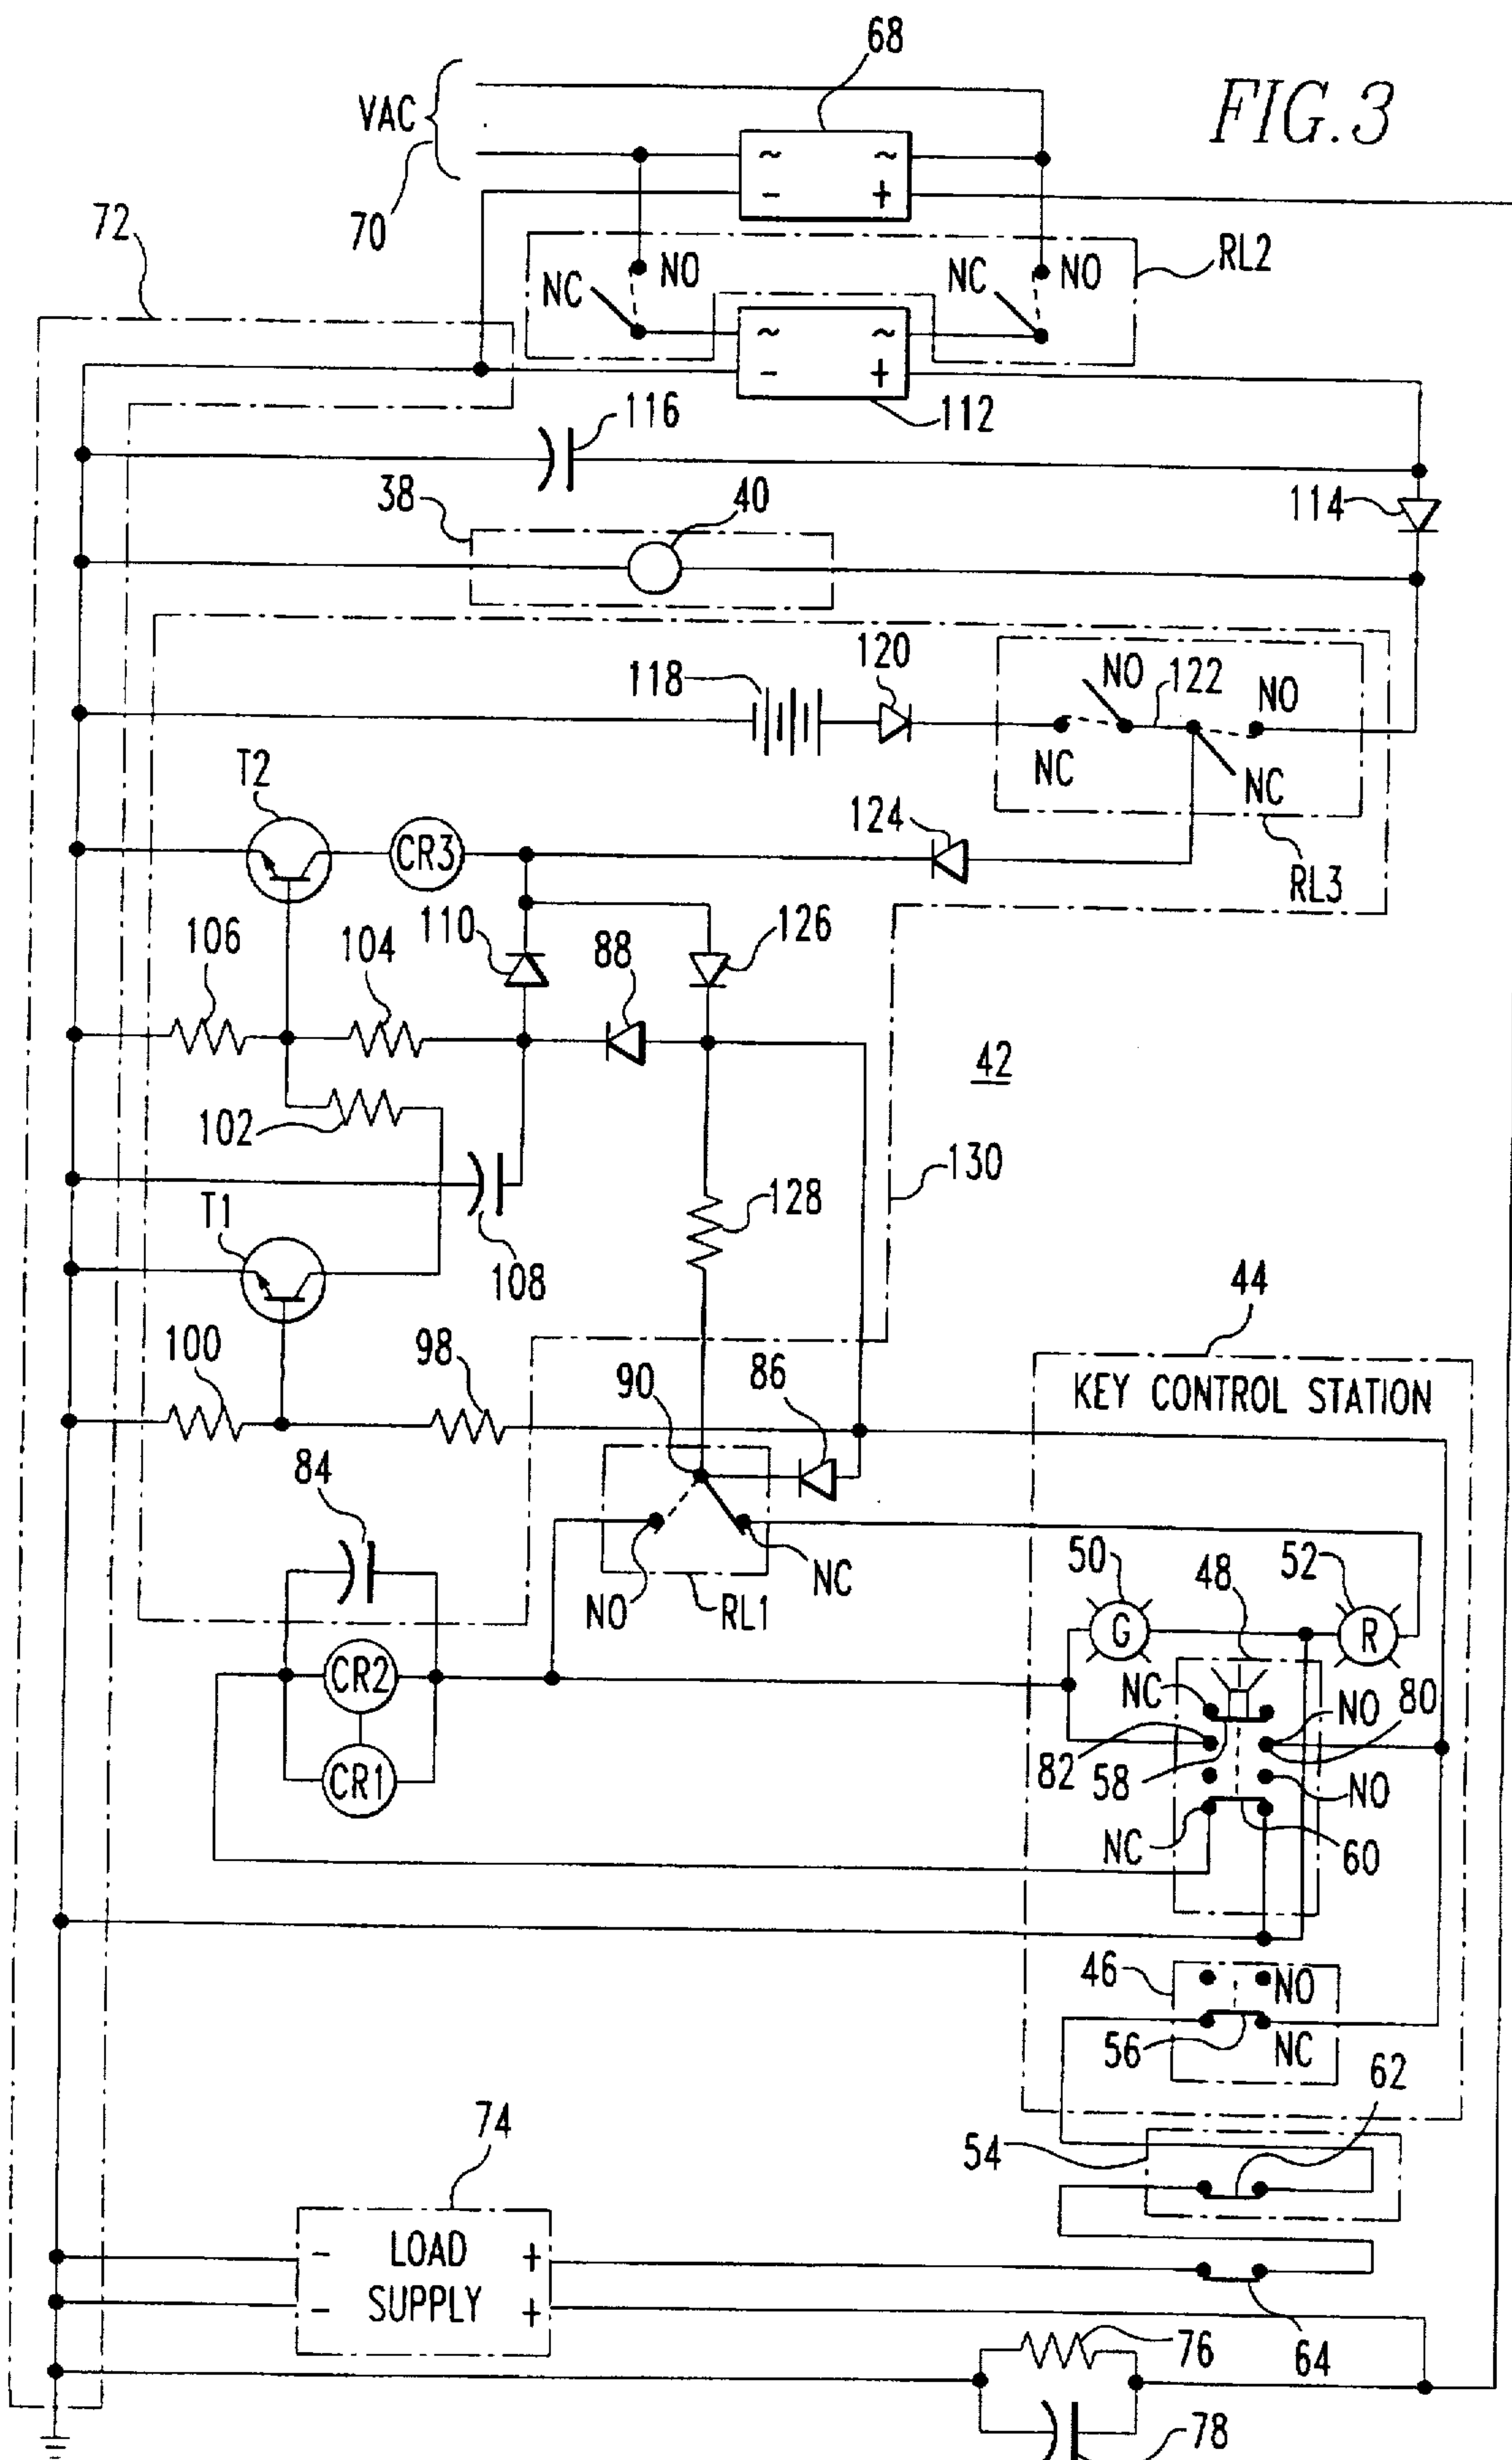 68
VAC
FIG. 3
~ ~
- +
72
70
RL2
NO
NO
NC
NC
~ ~
- +
116
112
38
40
114
120
118
NO
122
NO
T2
NC
NC
124
CR3
RL3
106
104
110
88
126
42
102
130
T1
128
108
44
100
98
90
86
KEY CONTROL STATION
84
50
48
52
NO
RL1
NC
G
R
CR2
NC
NO
80
82
58
NO
CR1
NC
60
46
NO
56
NC
62
74
54
- LOAD +
- SUPPLY +
76
64
78